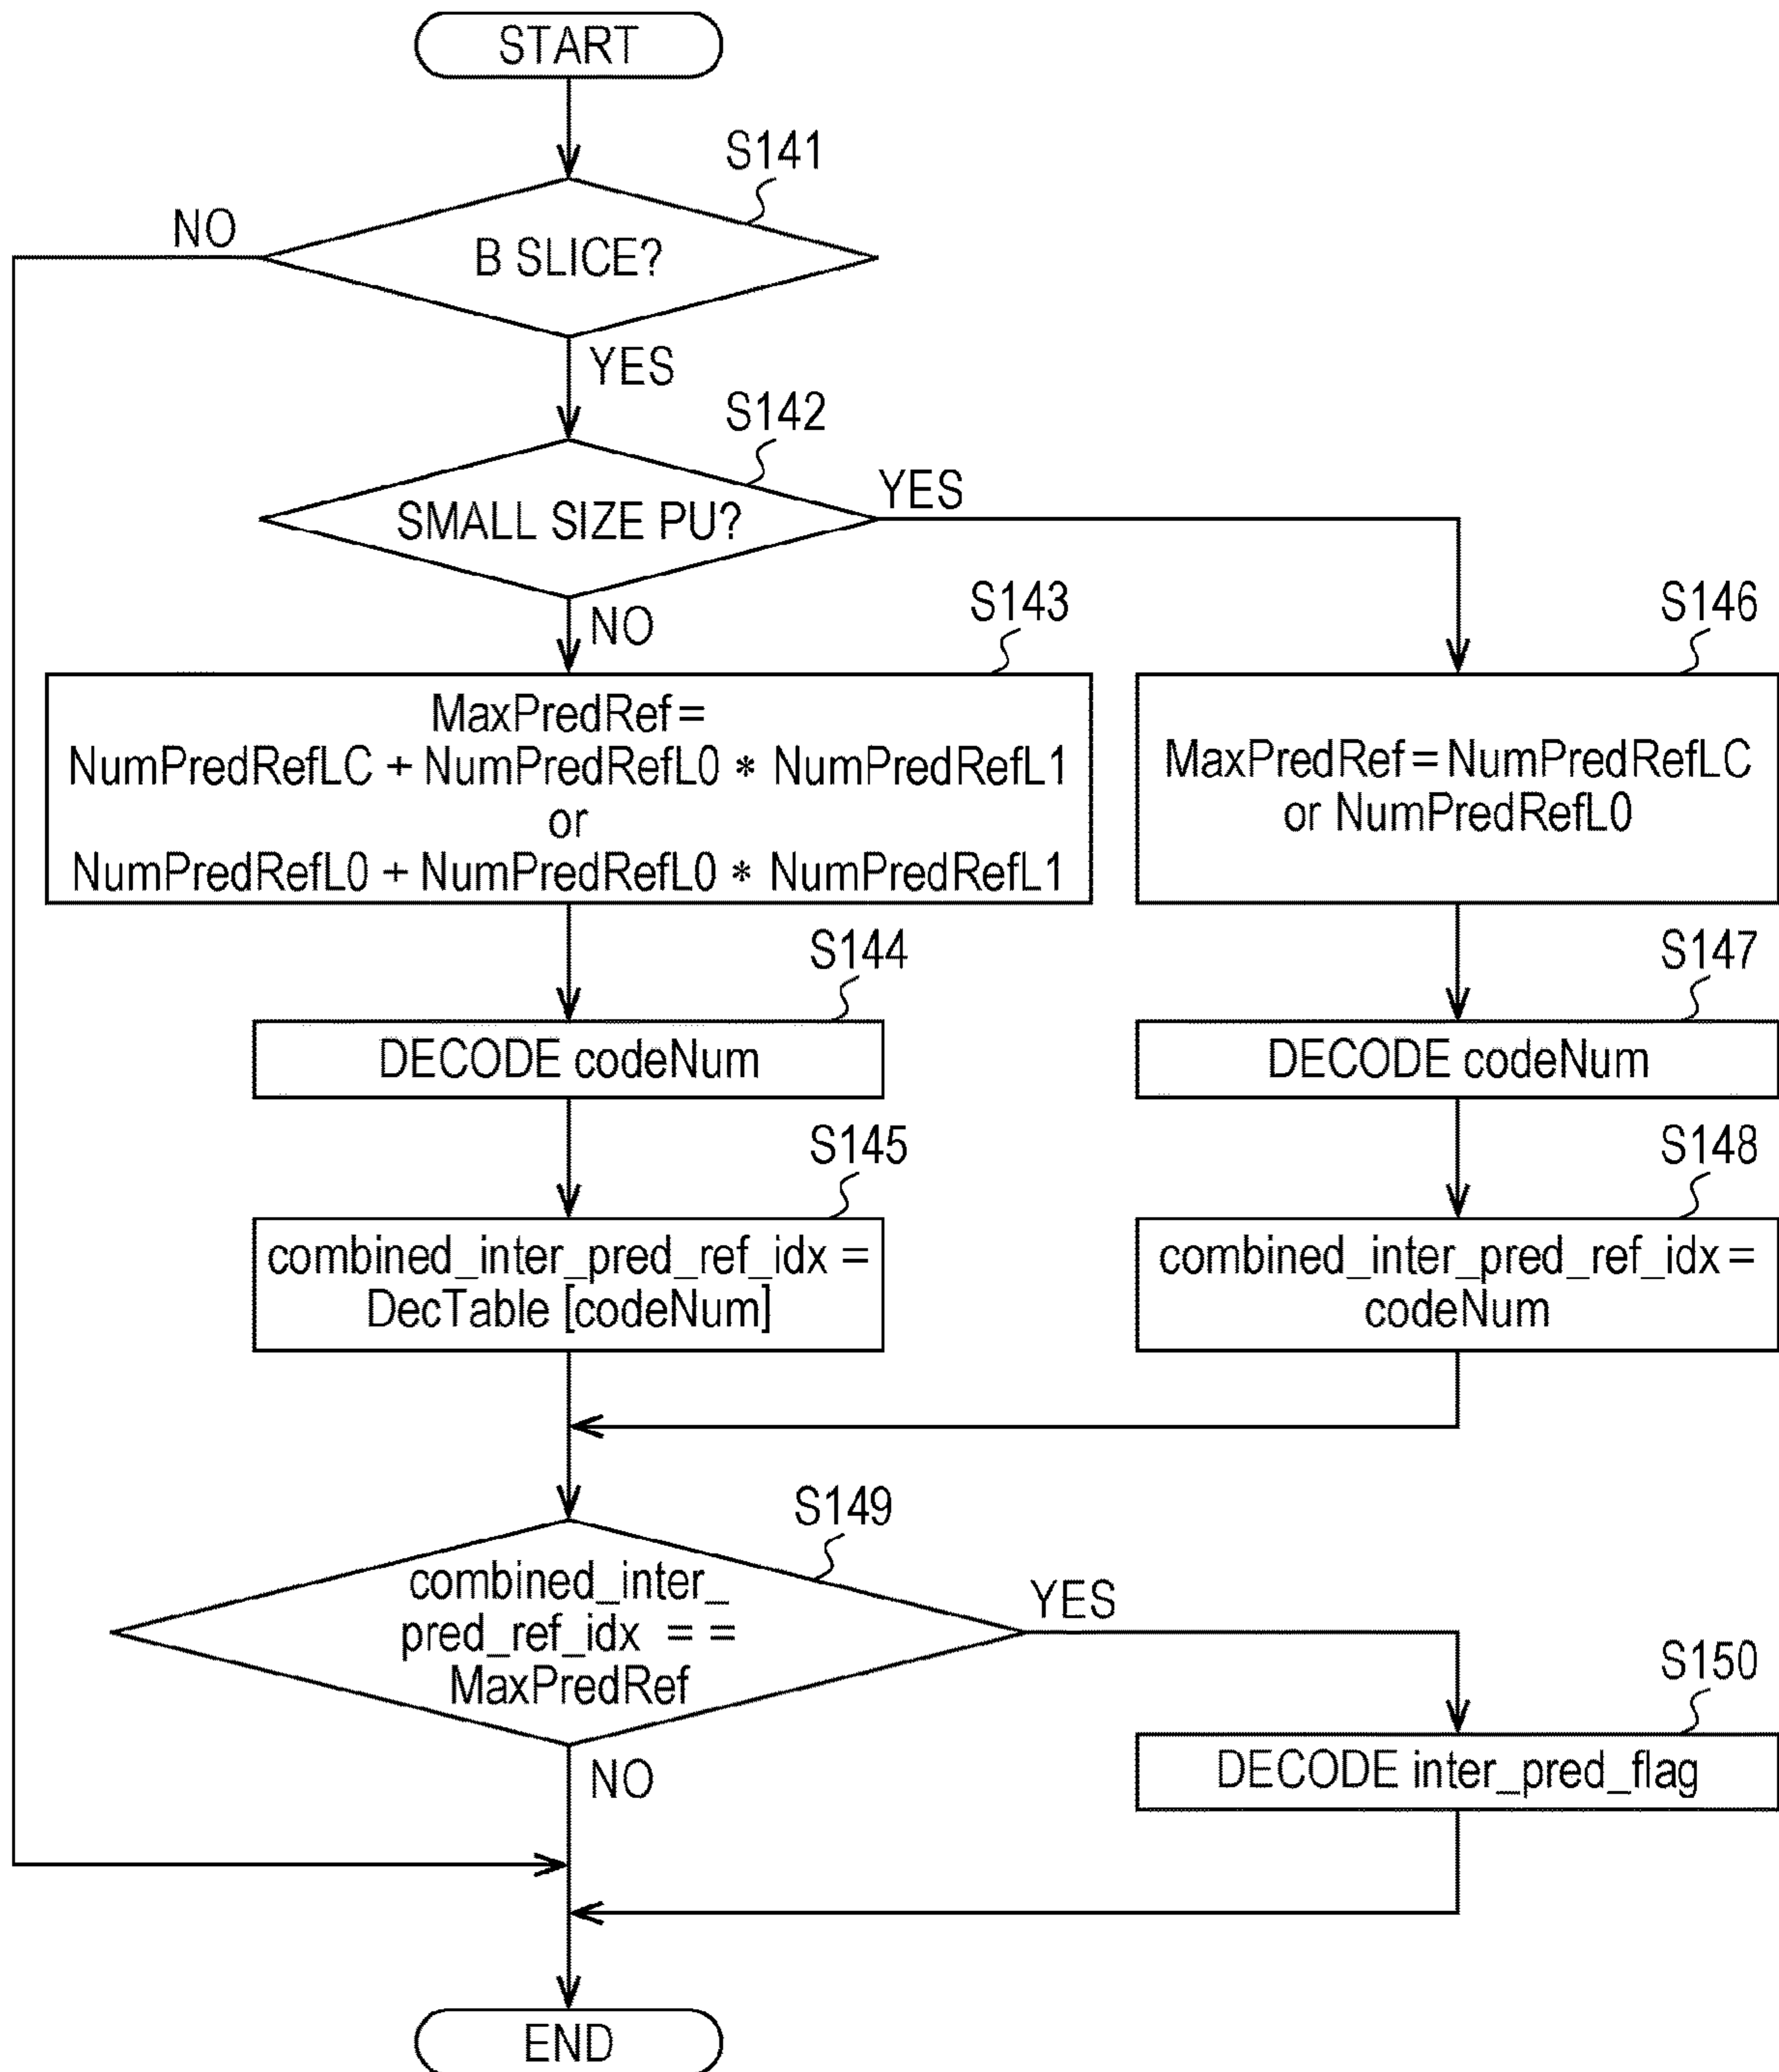 START
S141
NO
B SLICE?
YES
S142
YES
SMALL SIZE PU?
NO
S143
S146
MaxPredRef =
NumPredRefLC + NumPredRefL0 * NumPredRefL1
or
NumPredRefL0 + NumPredRefL0 * NumPredRefL1
MaxPredRef = NumPredRefLC
or NumPredRefL0
S144
S147
DECODE codeNum
DECODE codeNum
S145
S148
combined_inter_pred_ref_idx =
DecTable [codeNum]
combined_inter_pred_ref_idx =
codeNum
S149
combined_inter_
pred_ref_idx = =
MaxPredRef
YES
S150
NO
DECODE inter_pred_flag
END